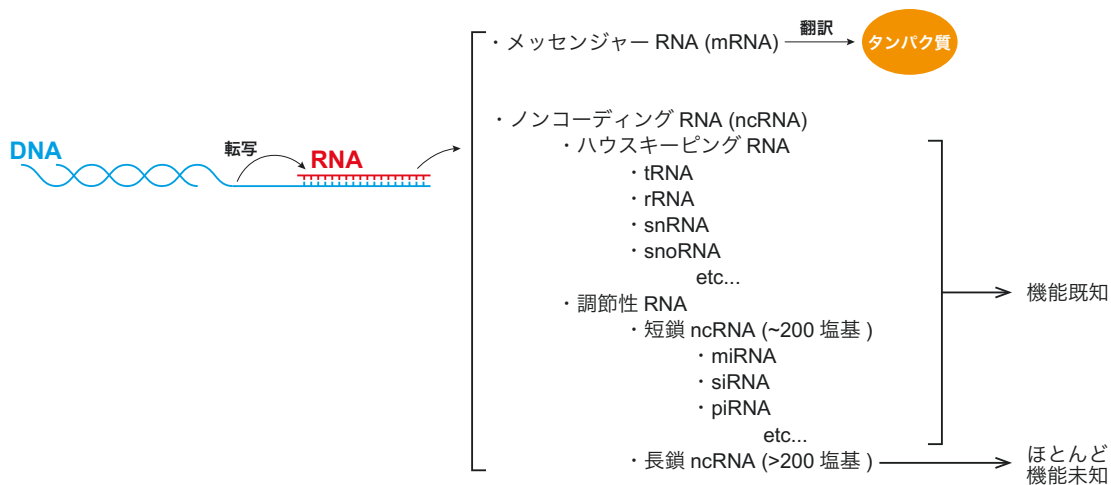 ・メッセンジャー RNA (mRNA)
翻訳
タンパク質
・ノンコーディング RNA (ncRNA)
・ハウスキーピング RNA
DNA
転写
RNA
・tRNA
・rRNA
・snRNA
・snoRNA
etc...
・調節性 RNA
機能既知
・短鎖 ncRNA (~200 塩基 )
・miRNA
・siRNA
・piRNA
etc...
・長鎖 ncRNA (>200 塩基 )
ほとんど
機能未知